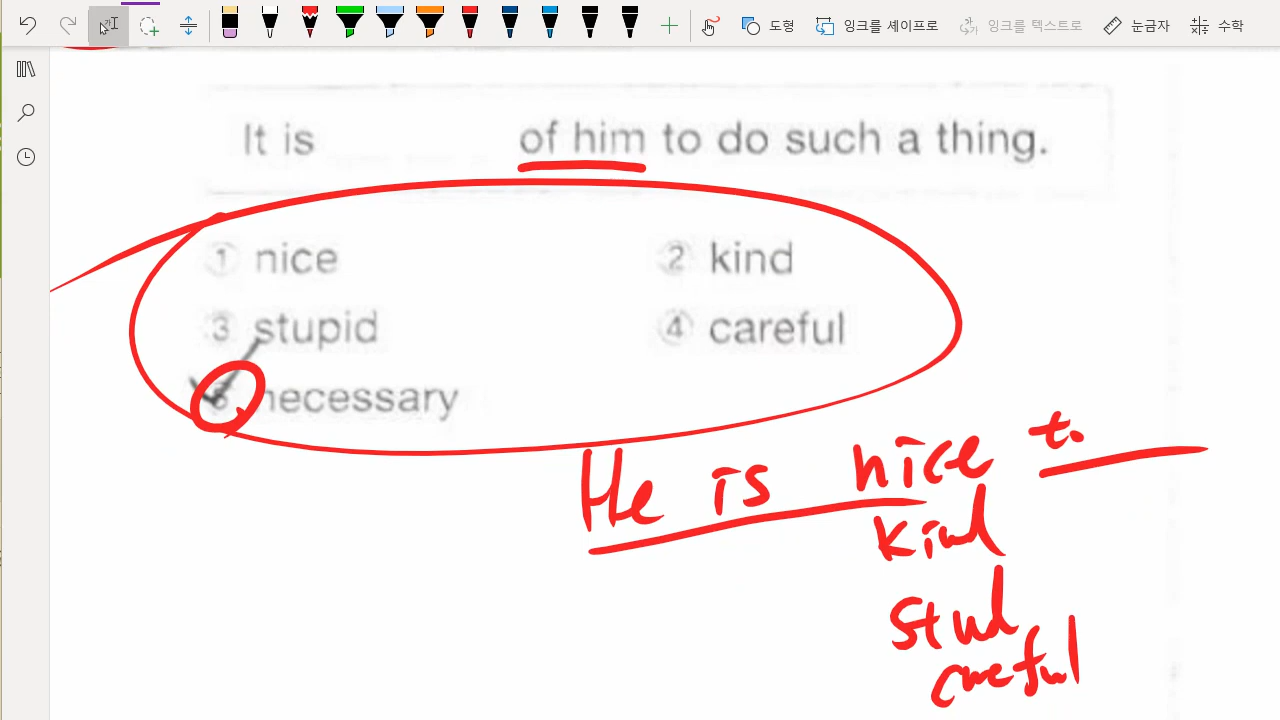 도형 잉크를 셰이프로 잉크를 텍스트로 눈금자 수학
It is of him to do such a thing.
① nice ② kind
③ stupid ④ careful
⑤ necessary
He is nice to
kind
careful